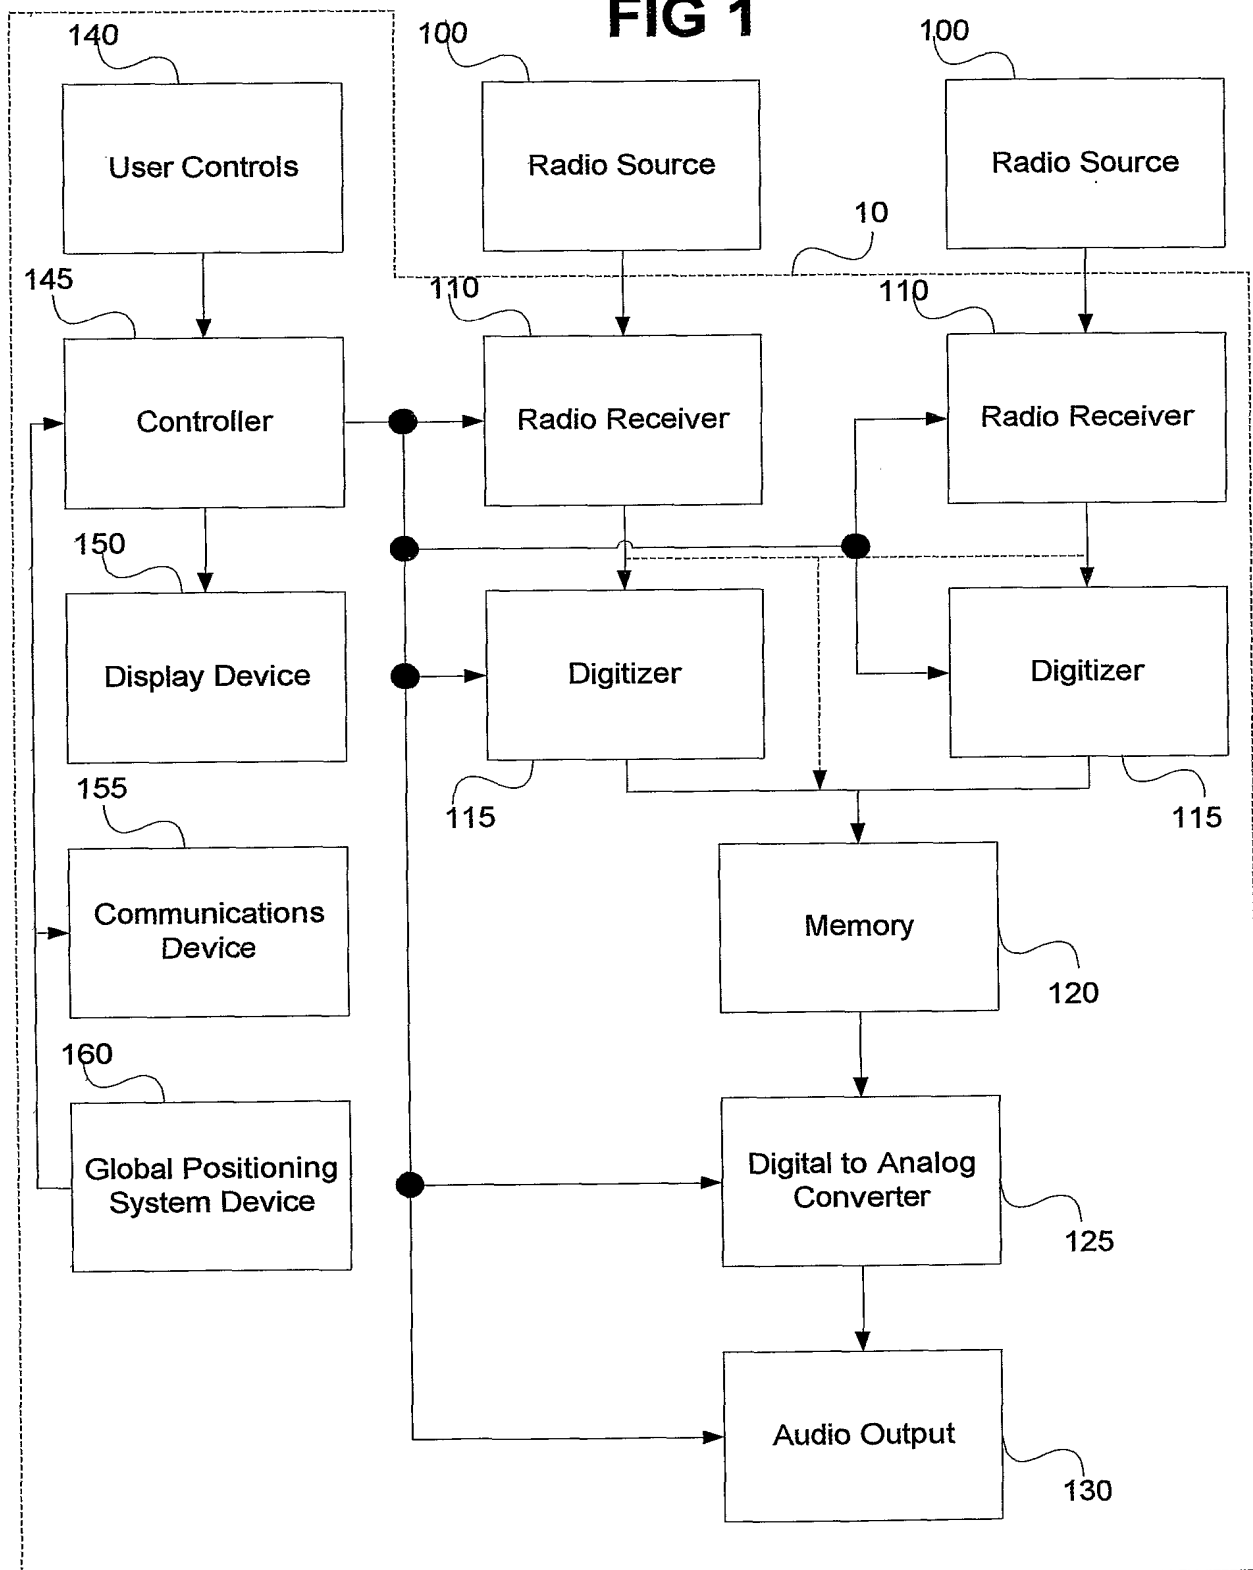 FIG 1
140
100
100
User Controls
Radio Source
Radio Source
10
145
110
110
Controller
Radio Receiver
Radio Receiver
150
Display Device
Digitizer
Digitizer
155
115
115
Communications
Device
Memory
120
160
Global Positioning
System Device
Digital to Analog
Converter
125
Audio Output
130